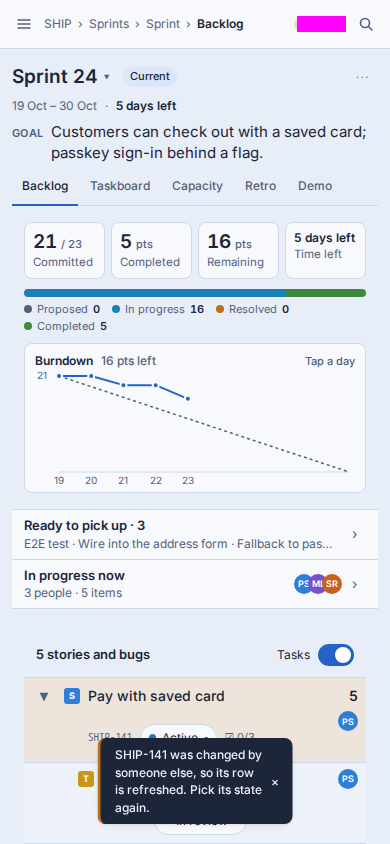 SHIP › Sprints › Sprint › Backlog
Sprint 24
Current
19 Oct – 30 Oct · 5 days left
GOAL Customers can check out with a saved card;
passkey sign-in behind a flag.
Backlog Taskboard Capacity Retro Demo
21 / 23
Committed
5 pts
Completed
16 pts
Remaining
5 days left
Time left
Proposed 0 In progress 16 Resolved 0
Completed 5
Burndown 16 pts left Tap a day
21
19 20 21 22 23
Ready to pick up · 3
E2E test · Wire into the address form · Fallback to pas...
In progress now
3 people · 5 items
PS SR
5 stories and bugs Tasks
S Pay with saved card 5
PS
SHIP-141 Active 0/3
T
PS
SHIP-141 was changed by
someone else, so its row
is refreshed. Pick its state
again.
×